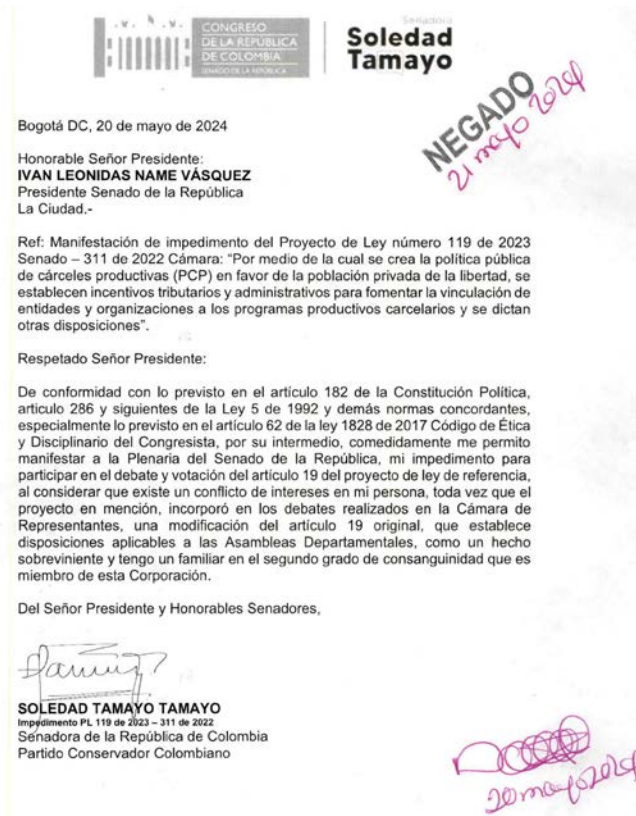 CONGRESO
DE LA REPÚBLICA
DE COLOMBIA
SENADO DE LA REPÚBLICA
Senadora
Soledad
Tamayo
NEGADO
21 mayo 2024
Bogotá DC, 20 de mayo de 2024
Honorable Señor Presidente:
IVAN LEONIDAS NAME VÁSQUEZ
Presidente Senado de la República
La Ciudad.-
Ref: Manifestación de impedimento del Proyecto de Ley número 119 de 2023
Senado – 311 de 2022 Cámara: “Por medio de la cual se crea la política pública
de cárceles productivas (PCP) en favor de la población privada de la libertad, se
establecen incentivos tributarios y administrativos para fomentar la vinculación de
entidades y organizaciones a los programas productivos carcelarios y se dictan
otras disposiciones”.
Respetado Señor Presidente:
De conformidad con lo previsto en el artículo 182 de la Constitución Política,
articulo 286 y siguientes de la Ley 5 de 1992 y demás normas concordantes,
especialmente lo previsto en el artículo 62 de la ley 1828 de 2017 Código de Ética
y Disciplinario del Congresista, por su intermedio, comedidamente me permito
manifestar a la Plenaria del Senado de la República, mi impedimento para
participar en el debate y votación del artículo 19 del proyecto de ley de referencia,
al considerar que existe un conflicto de intereses en mi persona, toda vez que el
proyecto en mención, incorporó en los debates realizados en la Cámara de
Representantes, una modificación del artículo 19 original, que establece
disposiciones aplicables a las Asambleas Departamentales, como un hecho
sobreviniente y tengo un familiar en el segundo grado de consanguinidad que es
miembro de esta Corporación.
Del Señor Presidente y Honorables Senadores,
SOLEDAD TAMAYO TAMAYO
Impedimento PL 119 de 2023 – 311 de 2022
Senadora de la República de Colombia
Partido Conservador Colombiano
20 mayo 2024